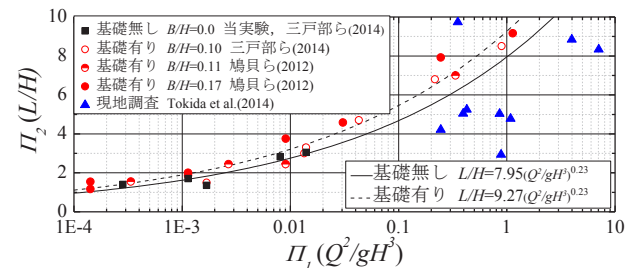 10
8
6
4
2
0
Π₂ (L/H)
基礎無し B/H=0.0 当実験，三戸部ら(2014)
基礎有り B/H=0.10 三戸部ら(2014)
基礎有り B/H=0.11 鳩貝ら(2012)
基礎有り B/H=0.17 鳩貝ら(2012)
現地調査 Tokida et al.(2014)
基礎無し L/H=7.95(Q²/gH³)^0.23
基礎有り L/H=9.27(Q²/gH³)^0.23
1E-4 1E-3 0.01 0.1 1 10
Π₁ (Q²/gH³)